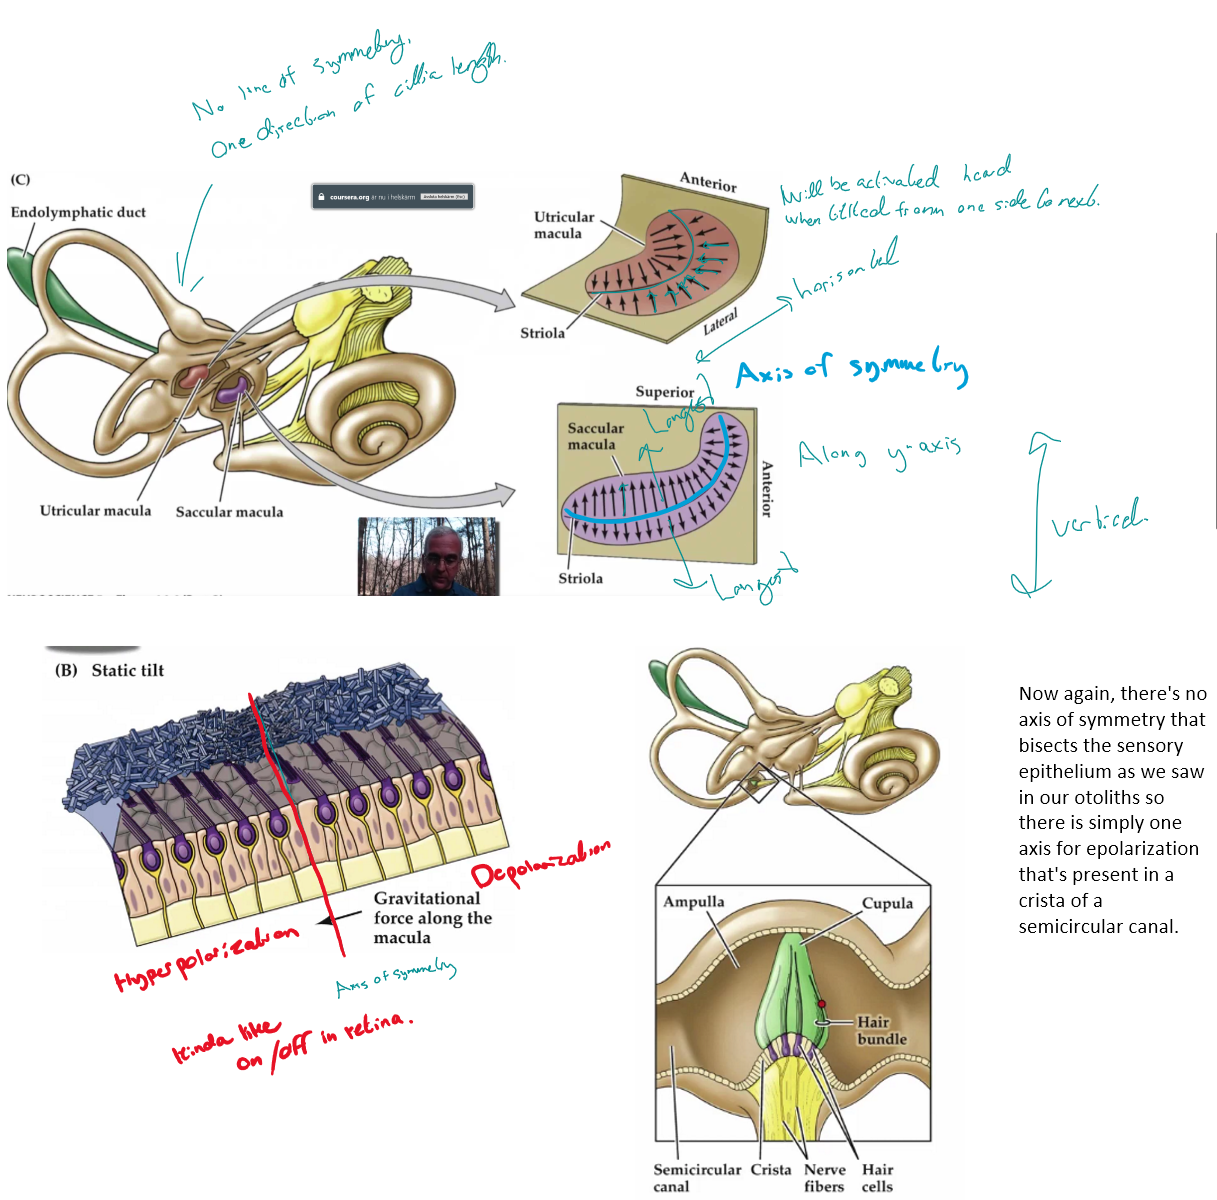 No line of symmebry,
One direction of cillia length.
(C)
Endolymphatic duct
coursera.org är nu i helskärm
Anterior
Utricular
macula
Striola
Lateral
Will be activabed head
when tillted from one side to next.
horisonbal
Axis of symmetry
Superior
Longest
Saccular
macula
Anterior
Along y-axis
vertical
Utricular macula
Saccular macula
Striola
Longest
(B) Static tilt
Depolarization
Gravitational
force along the
macula
Hyperpolarization
Axis of symmetry
Kinda like
on/off in retina.
Now again, there's no
axis of symmetry that
bisects the sensory
epithelium as we saw
in our otoliths so
there is simply one
axis for epolarization
that's present in a
crista of a
semicircular canal.
Ampulla
Cupula
Hair
bundle
Semicircular
canal
Crista
Nerve
fibers
Hair
cells